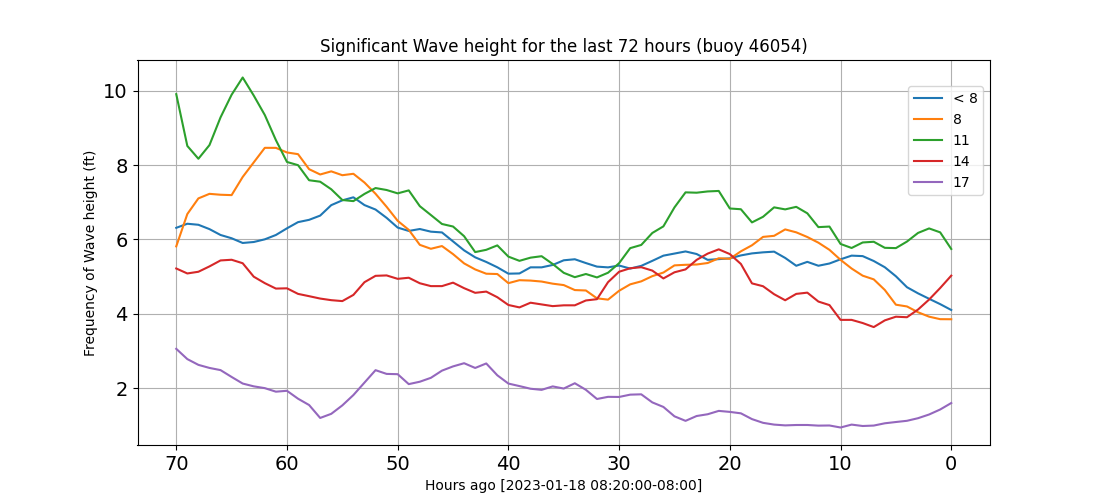 Significant Wave height for the last 72 hours (buoy 46054)
Frequency of Wave height (ft)
10
8
6
4
2
< 8
8
11
14
17
70 60 50 40 30 20 10 0
Hours ago [2023-01-18 08:20:00-08:00]